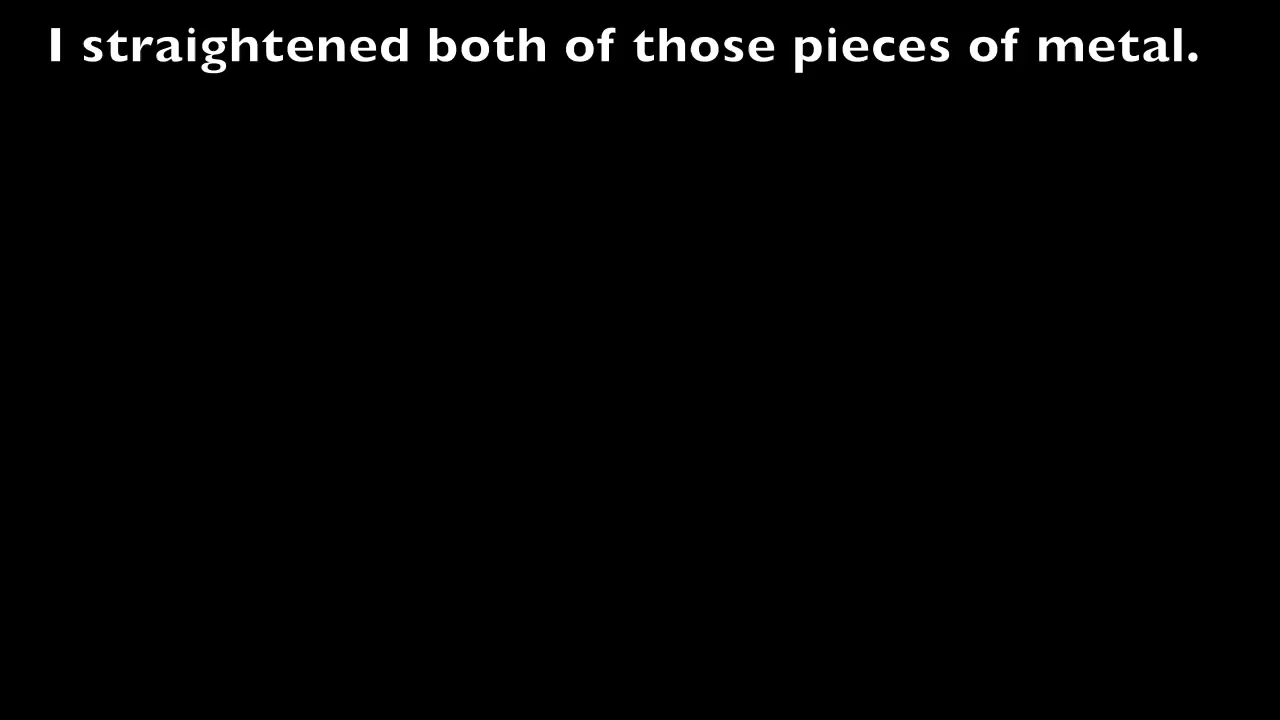 I straightened both of those pieces of metal.